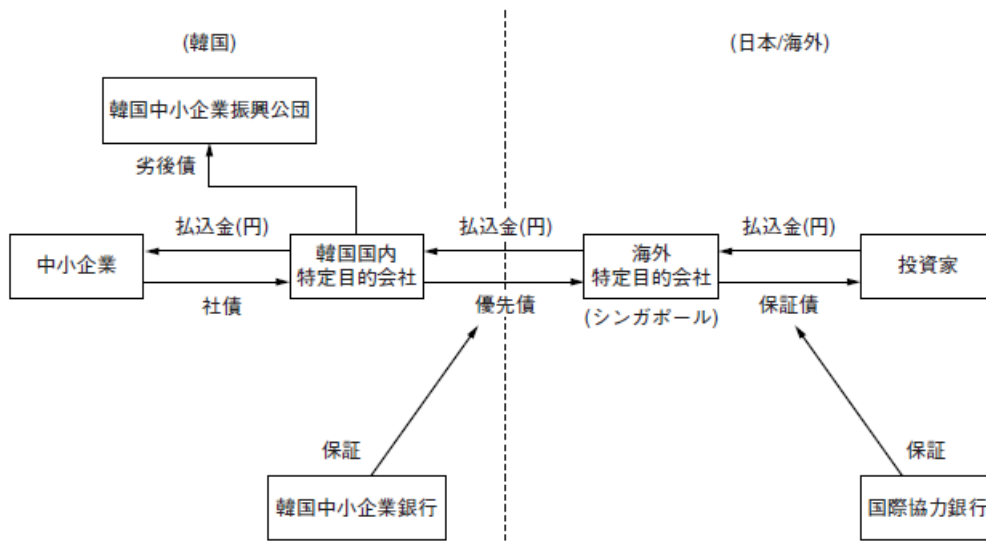 (韓国)
(日本/海外)
韓国中小企業振興公団
劣後債
払込金(円)
払込金(円)
払込金(円)
中小企業
韓国国内
特定目的会社
海外
特定目的会社
投資家
社債
優先債
(シンガポール)
保証債
保証
保証
韓国中小企業銀行
国際協力銀行